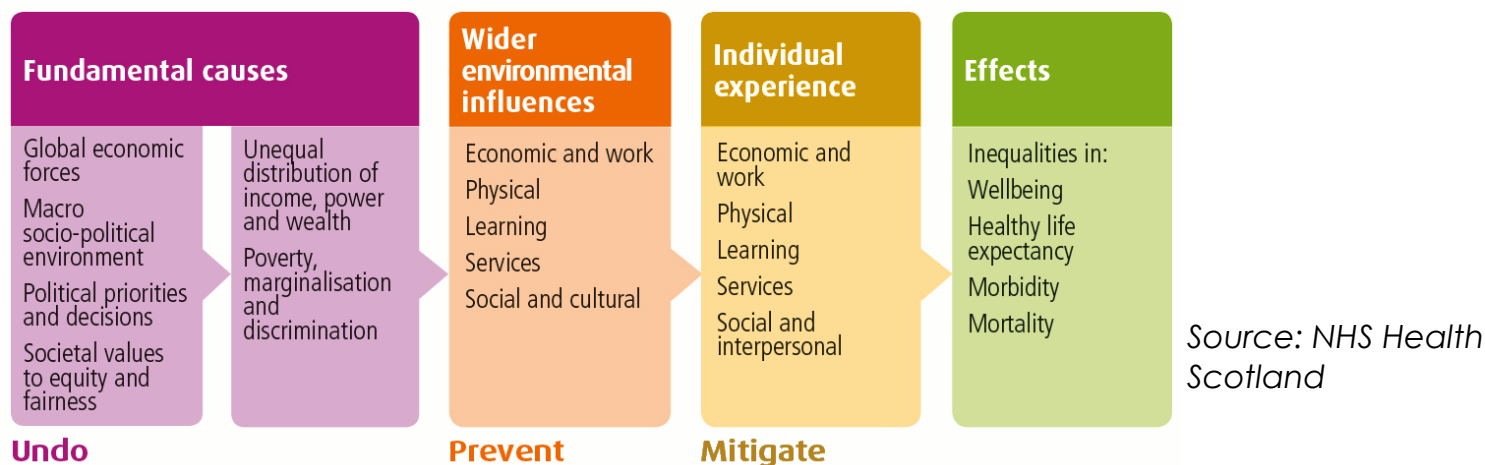 Fundamental causes
Global economic
forces
Macro
socio-political
environment
Political priorities
and decisions
Societal values
to equity and
fairness
Unequal
distribution of
income, power
and wealth
Poverty,
marginalisation
and
discrimination
Undo
Wider
environmental
influences
Economic and work
Physical
Learning
Services
Social and cultural
Prevent
Individual
experience
Economic and
work
Physical
Learning
Services
Social and
interpersonal
Mitigate
Effects
Inequalities in:
Wellbeing
Healthy life
expectancy
Morbidity
Mortality
Source: NHS Health
Scotland